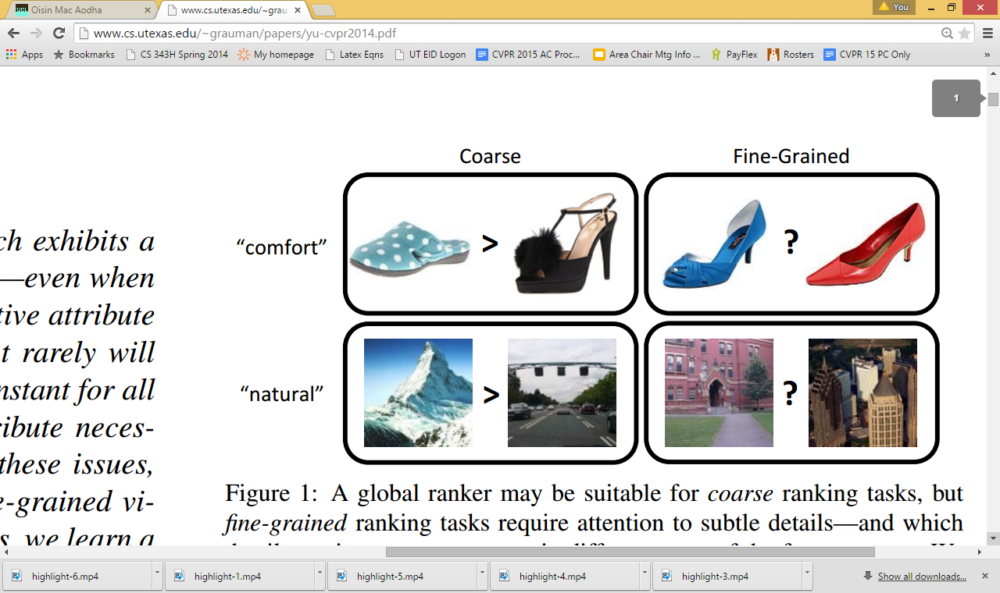 Oisin Mac Aodha
www.cs.utexas.edu/~grau
You
www.cs.utexas.edu/~grauman/papers/yu-cvpr2014.pdf
Apps
Bookmarks
CS 343H Spring 2014
My homepage
Latex Eqns
UT EID Logon
CVPR 2015 AC Proc...
Area Chair Mtg Info ...
PayFlex
Rosters
CVPR 15 PC Only
»
1
ch exhibits a
—even when
tive attribute
t rarely will
nstant for all
ribute neces-
these issues,
e-grained vi-
s, we learn a
Coarse
Fine-Grained
“comfort”
>
?
“natural”
>
?
Figure 1: A global ranker may be suitable for coarse ranking tasks, but
fine-grained ranking tasks require attention to subtle details—and which
highlight-6.mp4
highlight-1.mp4
highlight-5.mp4
highlight-4.mp4
highlight-3.mp4
Show all downloads...